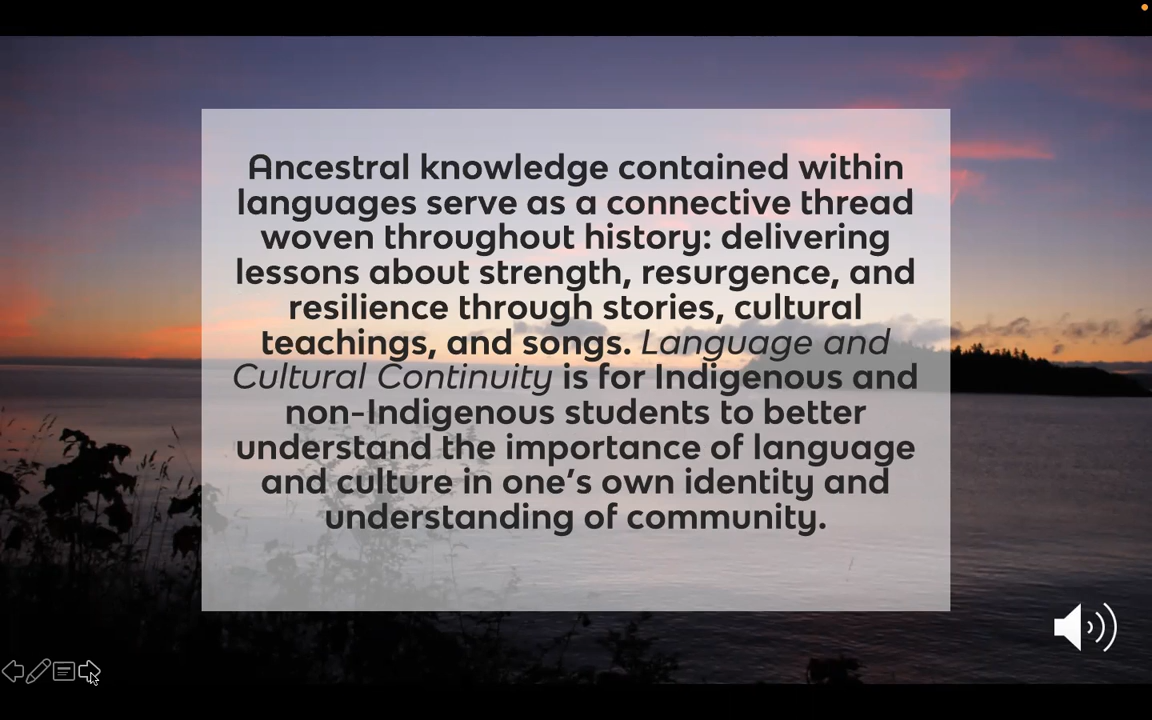 Ancestral knowledge contained within
languages serve as a connective thread
woven throughout history: delivering
lessons about strength, resurgence, and
resilience through stories, cultural
teachings, and songs. Language and
Cultural Continuity is for Indigenous and
non-Indigenous students to better
understand the importance of language
and culture in one’s own identity and
understanding of community.